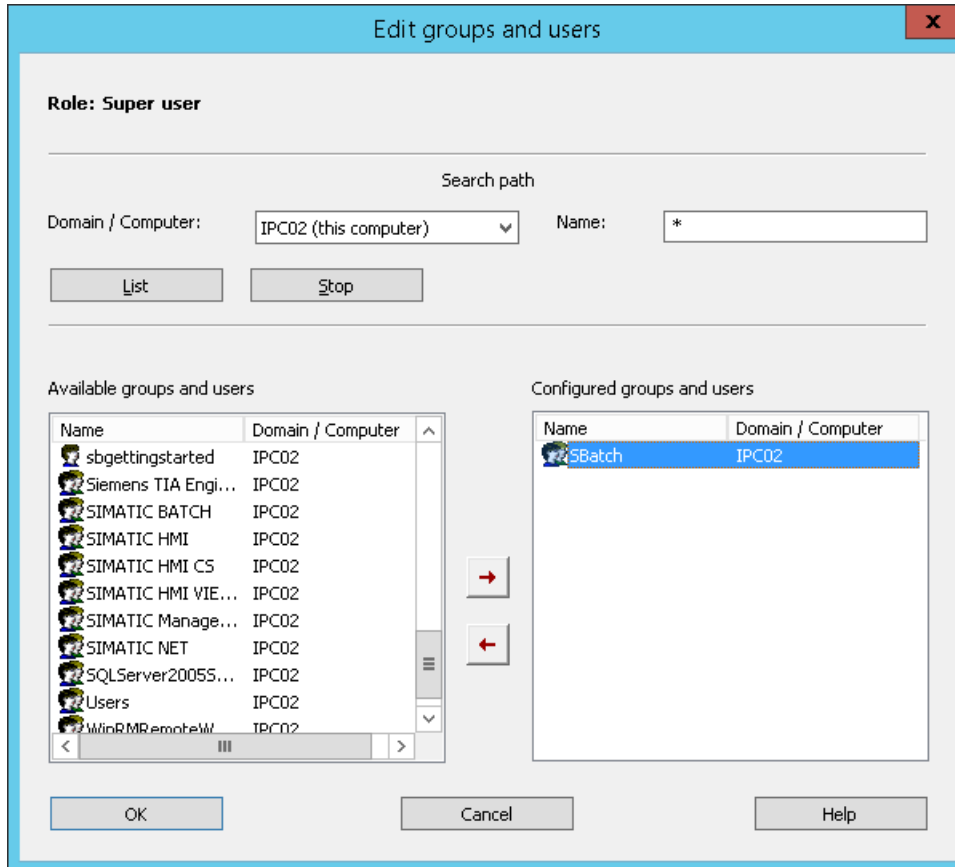 Edit groups and users
x
Role: Super user
Search path
Domain / Computer: IPC02 (this computer) Name: *
List Stop
Available groups and users Configured groups and users
Name Domain / Computer Name Domain / Computer
sbgettingstarted IPC02 SBatch IPC02
Siemens TIA Engi... IPC02
SIMATIC BATCH IPC02
SIMATIC HMI IPC02
SIMATIC HMI CS IPC02
SIMATIC HMI VIE... IPC02
SIMATIC Manage... IPC02
SIMATIC NET IPC02
SQLServer2005S... IPC02
Users IPC02
WinRMRemoteW... IPC02
OK Cancel Help